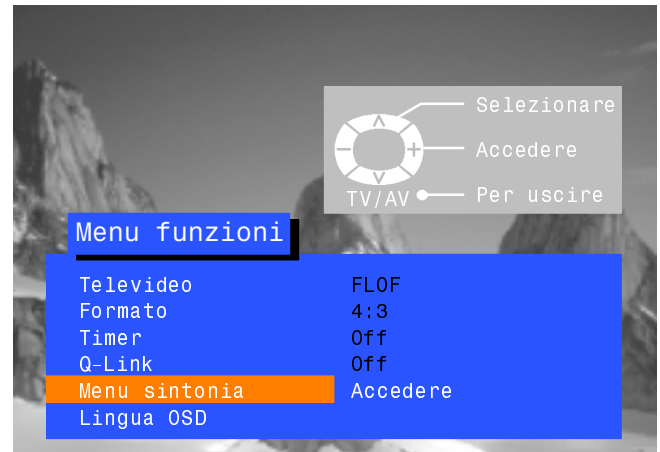 Selezionare
Accedere
TV/AV Per uscire
Menu funzioni
Televideo FLOF
Formato 4:3
Timer Off
Q-Link Off
Menu sintonia Accedere
Lingua OSD